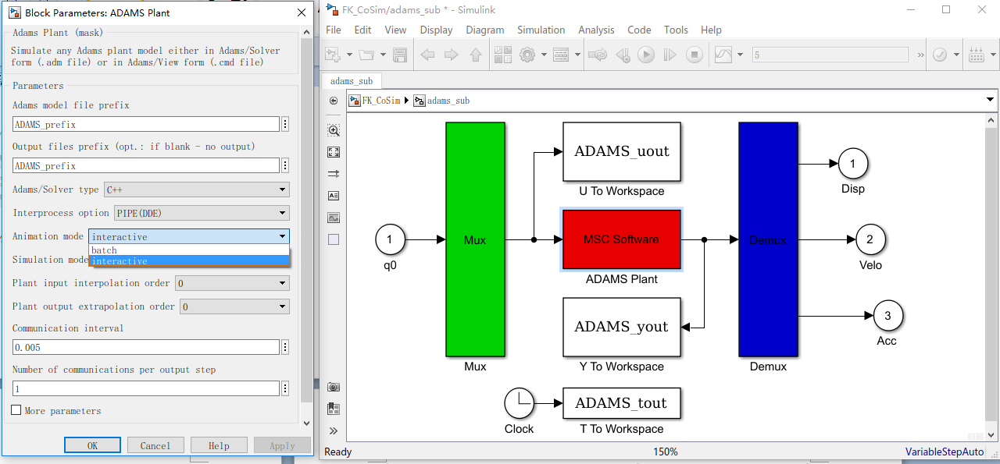 Block Parameters: ADAMS Plant
Adams Plant (mask)
Simulate any Adams plant model either in Adams/Solver
form (.adm file) or in Adams/View form (.cmd file)
Parameters
Adams model file prefix
ADAMS_prefix
Output files prefix (opt.: if blank - no output)
ADAMS_prefix
Adams/Solver type C++
Interprocess option PIPE(DDE)
Animation mode interactive
batch
Simulation mode interactive
Plant input interpolation order 0
Plant output extrapolation order 0
Communication interval
0.005
Number of communications per output step
1
More parameters
OK Cancel Help Apply
FK_CoSim/adams_sub * - Simulink
File Edit View Display Diagram Simulation Analysis Code Tools Help
5 »
adams_sub
FK_CoSim adams_sub
ADAMS_uout
U To Workspace
1
Disp
1
q0
Mux
MSC Software
ADAMS Plant
Demux
2
Velo
ADAMS_yout
Y To Workspace
3
Acc
Mux
Demux
Clock
ADAMS_tout
T To Workspace
Ready 150% VariableStepAuto